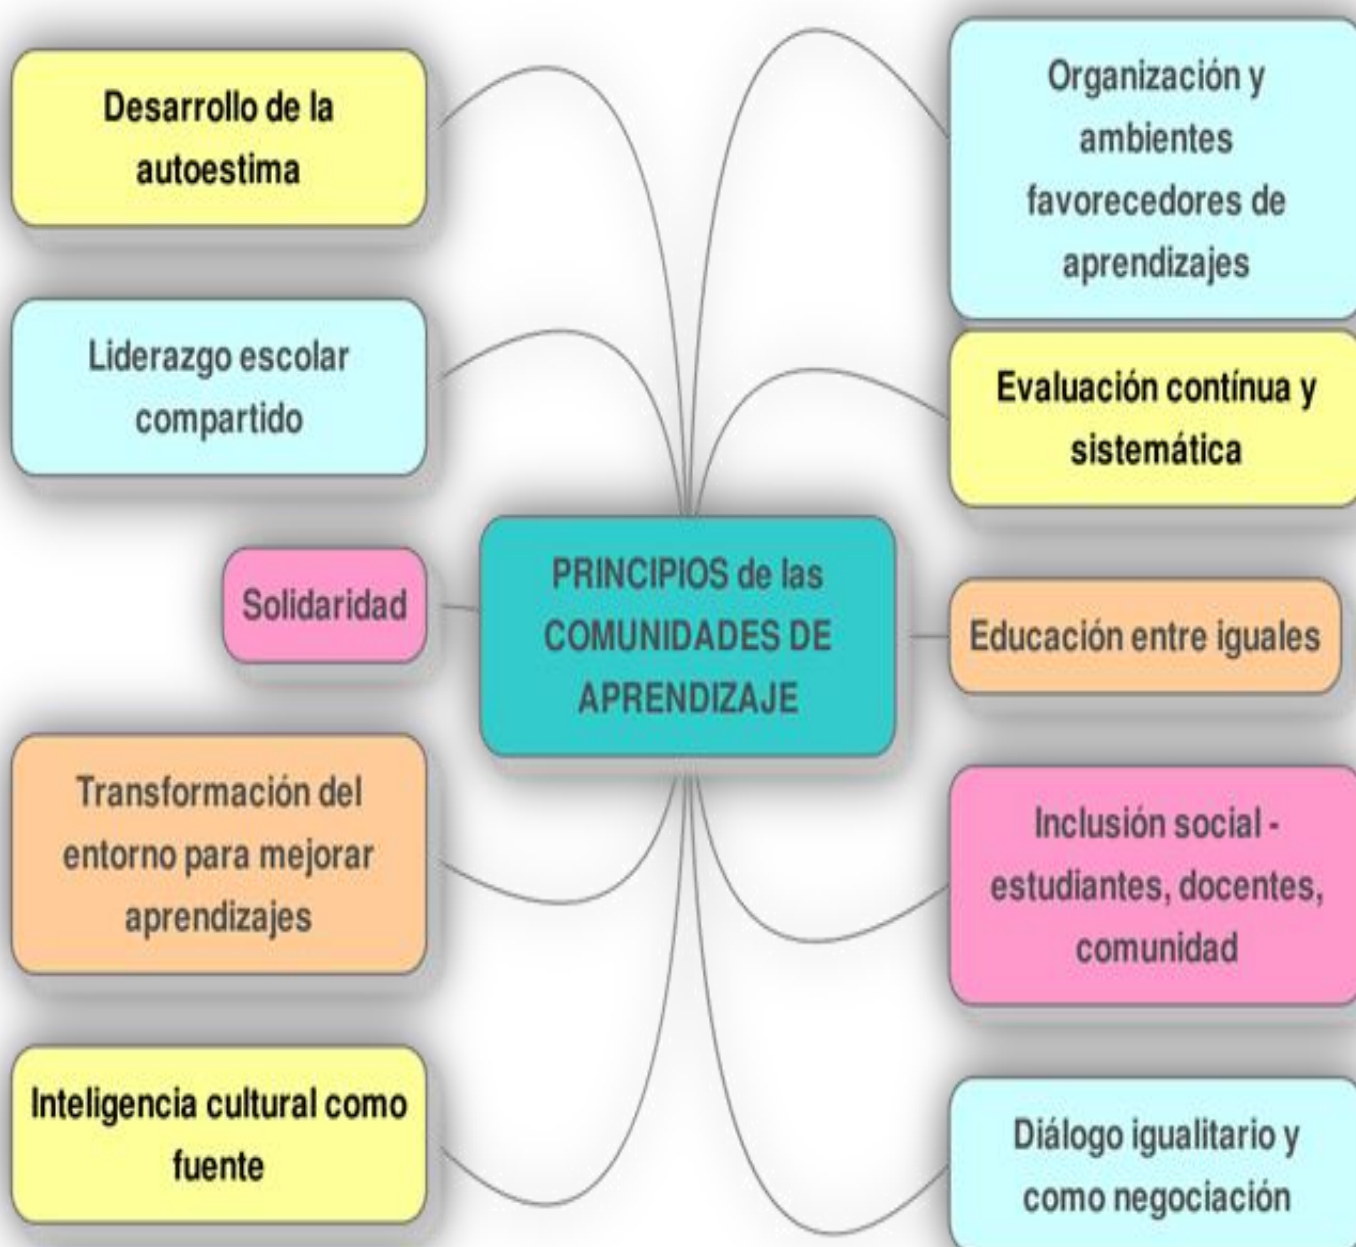 Desarrollo de la
autoestima
Liderazgo escolar
compartido
Solidaridad
Transformación del
entorno para mejorar
aprendizajes
Inteligencia cultural como
fuente
PRINCIPIOS de las
COMUNIDADES DE
APRENDIZAJE
Organización y
ambientes
favorecedores de
aprendizajes
Evaluación contínua y
sistemática
Educación entre iguales
Inclusión social -
estudiantes, docentes,
comunidad
Diálogo igualitario y
como negociación